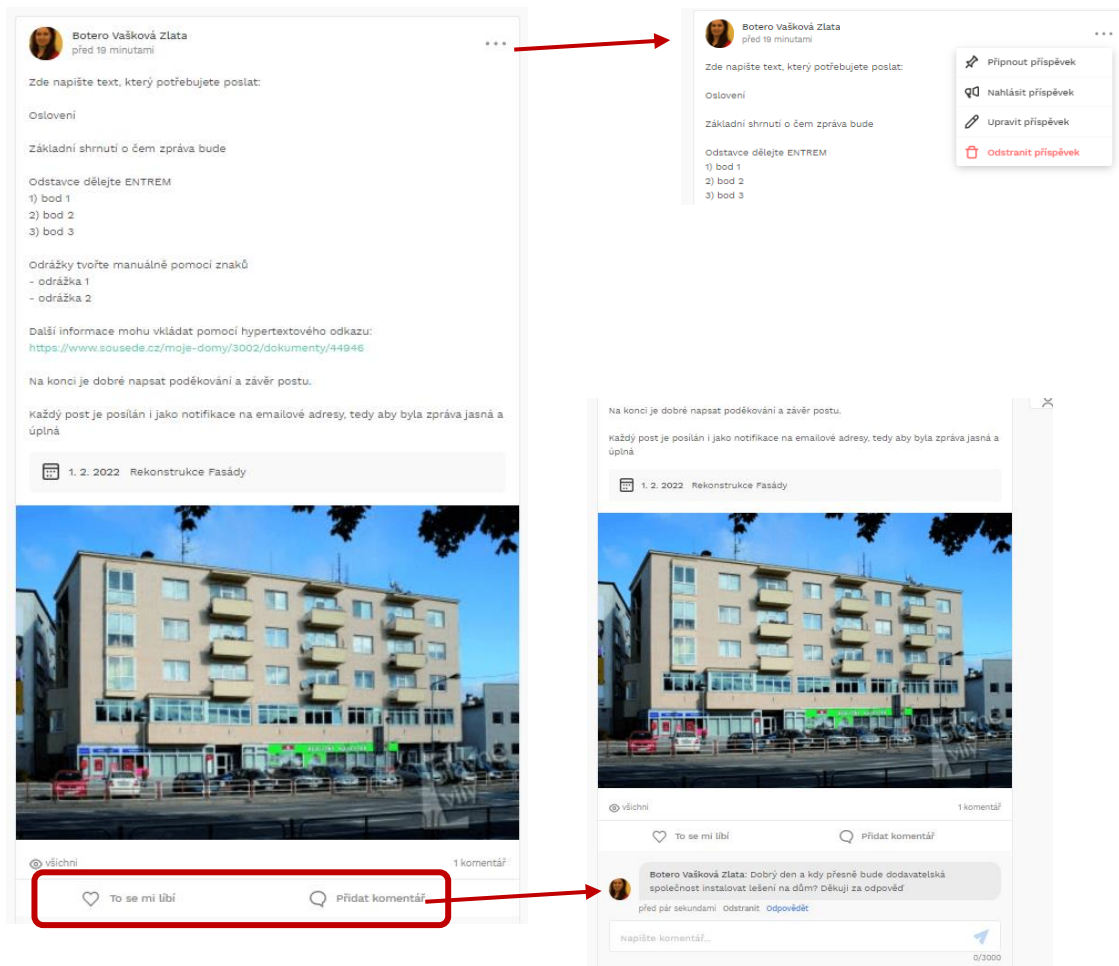 Botero Vašková Zlata
před 19 minutami
Zde napište text, který potřebujete poslat:
Oslovení
Základní shrnutí o čem zpráva bude
Odstavce dělejte ENTREM
1) bod 1
2) bod 2
3) bod 3
Odrážky tvořte manuálně pomocí znaků
- odrážka 1
- odrážka 2
Další informace mohu vkládat pomocí hypertextového odkazu:
https://www.sousede.cz/moje-domy/3002/dokumenty/44946
Na konci je dobré napsat poděkování a závěr postu.
Každý post je posílán i jako notifikace na emailové adresy, tedy aby byla zpráva jasná a
úplná
1. 2. 2022 Rekonstrukce Fasády
všichni
1 komentář
To se mi líbí
Přidat komentář
Botero Vašková Zlata
před 19 minutami
Zde napište text, který potřebujete poslat:
Oslovení
Základní shrnutí o čem zpráva bude
Odstavce dělejte ENTREM
1) bod 1
2) bod 2
3) bod 3
Připnout příspěvek
Nahlásit příspěvek
Upravit příspěvek
Odstranit příspěvek
Na konci je dobré napsat poděkování a závěr postu.
Každý post je posílán i jako notifikace na emailové adresy, tedy aby byla zpráva jasná a
úplná
1. 2. 2022 Rekonstrukce Fasády
všichni
1 komentář
To se mi líbí
Přidat komentář
Botero Vašková Zlata: Dobrý den a kdy přesně bude dodavatelská
společnost instalovat lešení na dům? Děkuji za odpověď
před pár sekundami Odstranit Odpovědět
Napište komentář...
0/3000